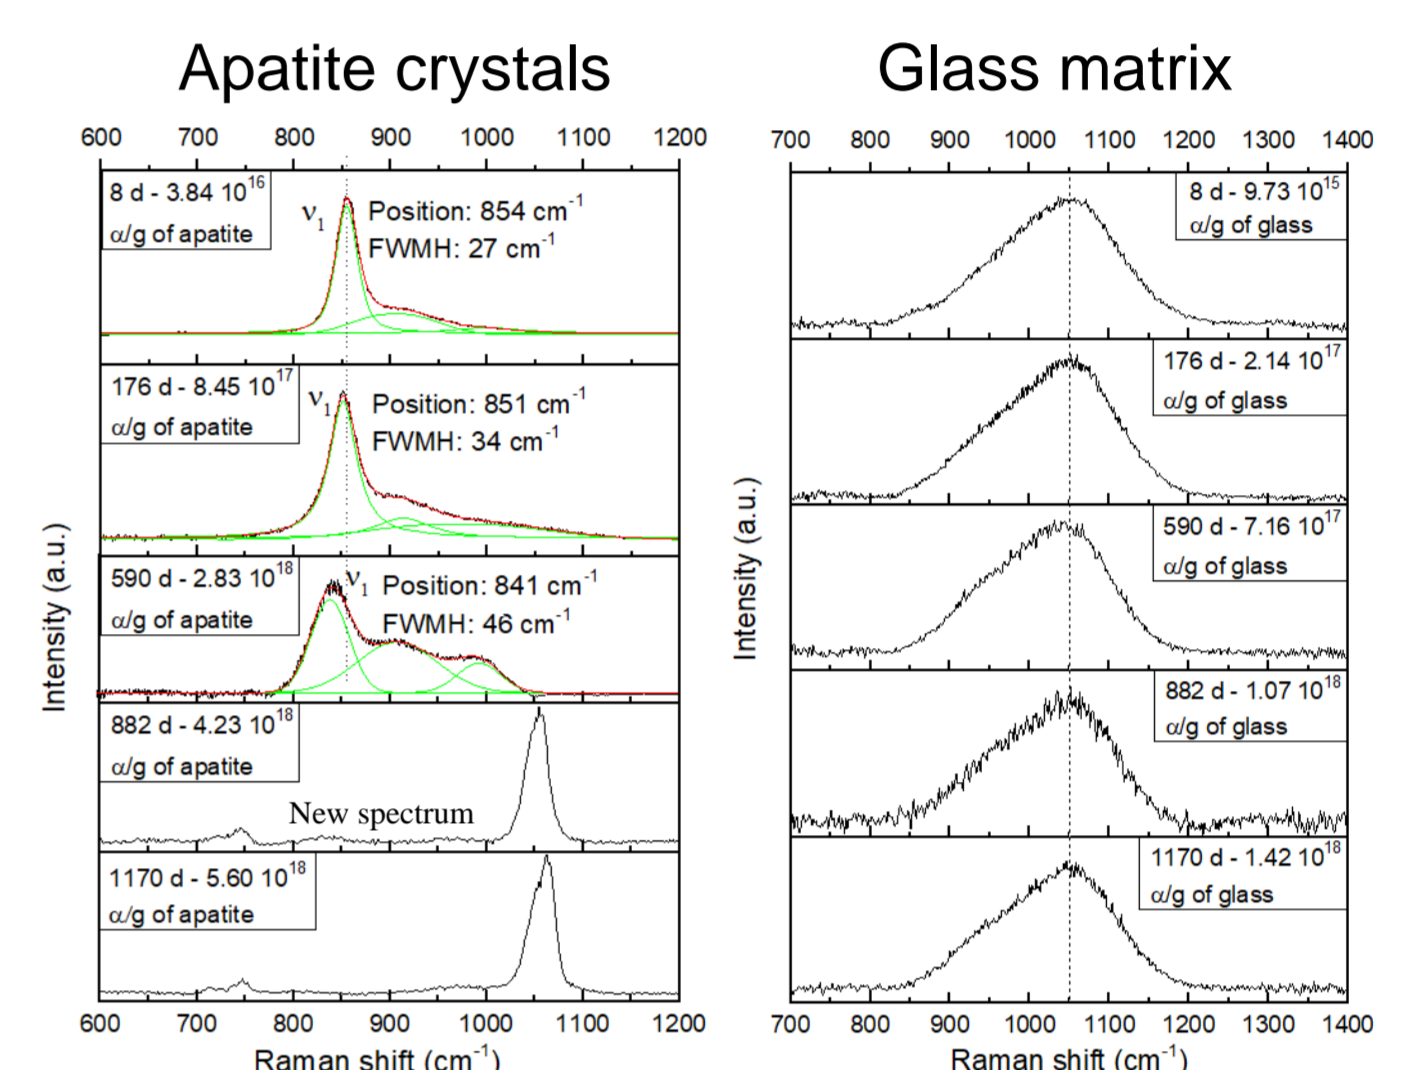 Apatite crystals
600 700 800 900 1000 1100 1200
8 d - 3.84 10^16
α/g of apatite
ν1
Position: 854 cm^-1
FWMH: 27 cm^-1
176 d - 8.45 10^17
α/g of apatite
ν1
Position: 851 cm^-1
FWMH: 34 cm^-1
590 d - 2.83 10^18
α/g of apatite
ν1
Position: 841 cm^-1
FWMH: 46 cm^-1
882 d - 4.23 10^18
α/g of apatite
New spectrum
1170 d - 5.60 10^18
α/g of apatite
600 700 800 900 1000 1100 1200
Raman shift (cm^-1)
Intensity (a.u.)
Glass matrix
700 800 900 1000 1100 1200 1300 1400
8 d - 9.73 10^15
α/g of glass
176 d - 2.14 10^17
α/g of glass
590 d - 7.16 10^17
α/g of glass
882 d - 1.07 10^18
α/g of glass
1170 d - 1.42 10^18
α/g of glass
700 800 900 1000 1100 1200 1300 1400
Raman shift (cm^-1)
Intensity (a.u.)